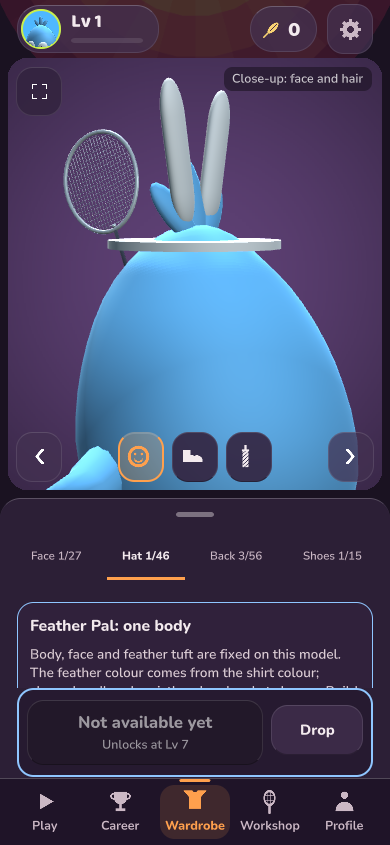 Lv 1
0
Close-up: face and hair
Face 1/27
Hat 1/46
Back 3/56
Shoes 1/15
Feather Pal: one body
Body, face and feather tuft are fixed on this model.
The feather colour comes from the shirt colour;
Not available yet
Unlocks at Lv 7
Drop
Play
Career
Wardrobe
Workshop
Profile